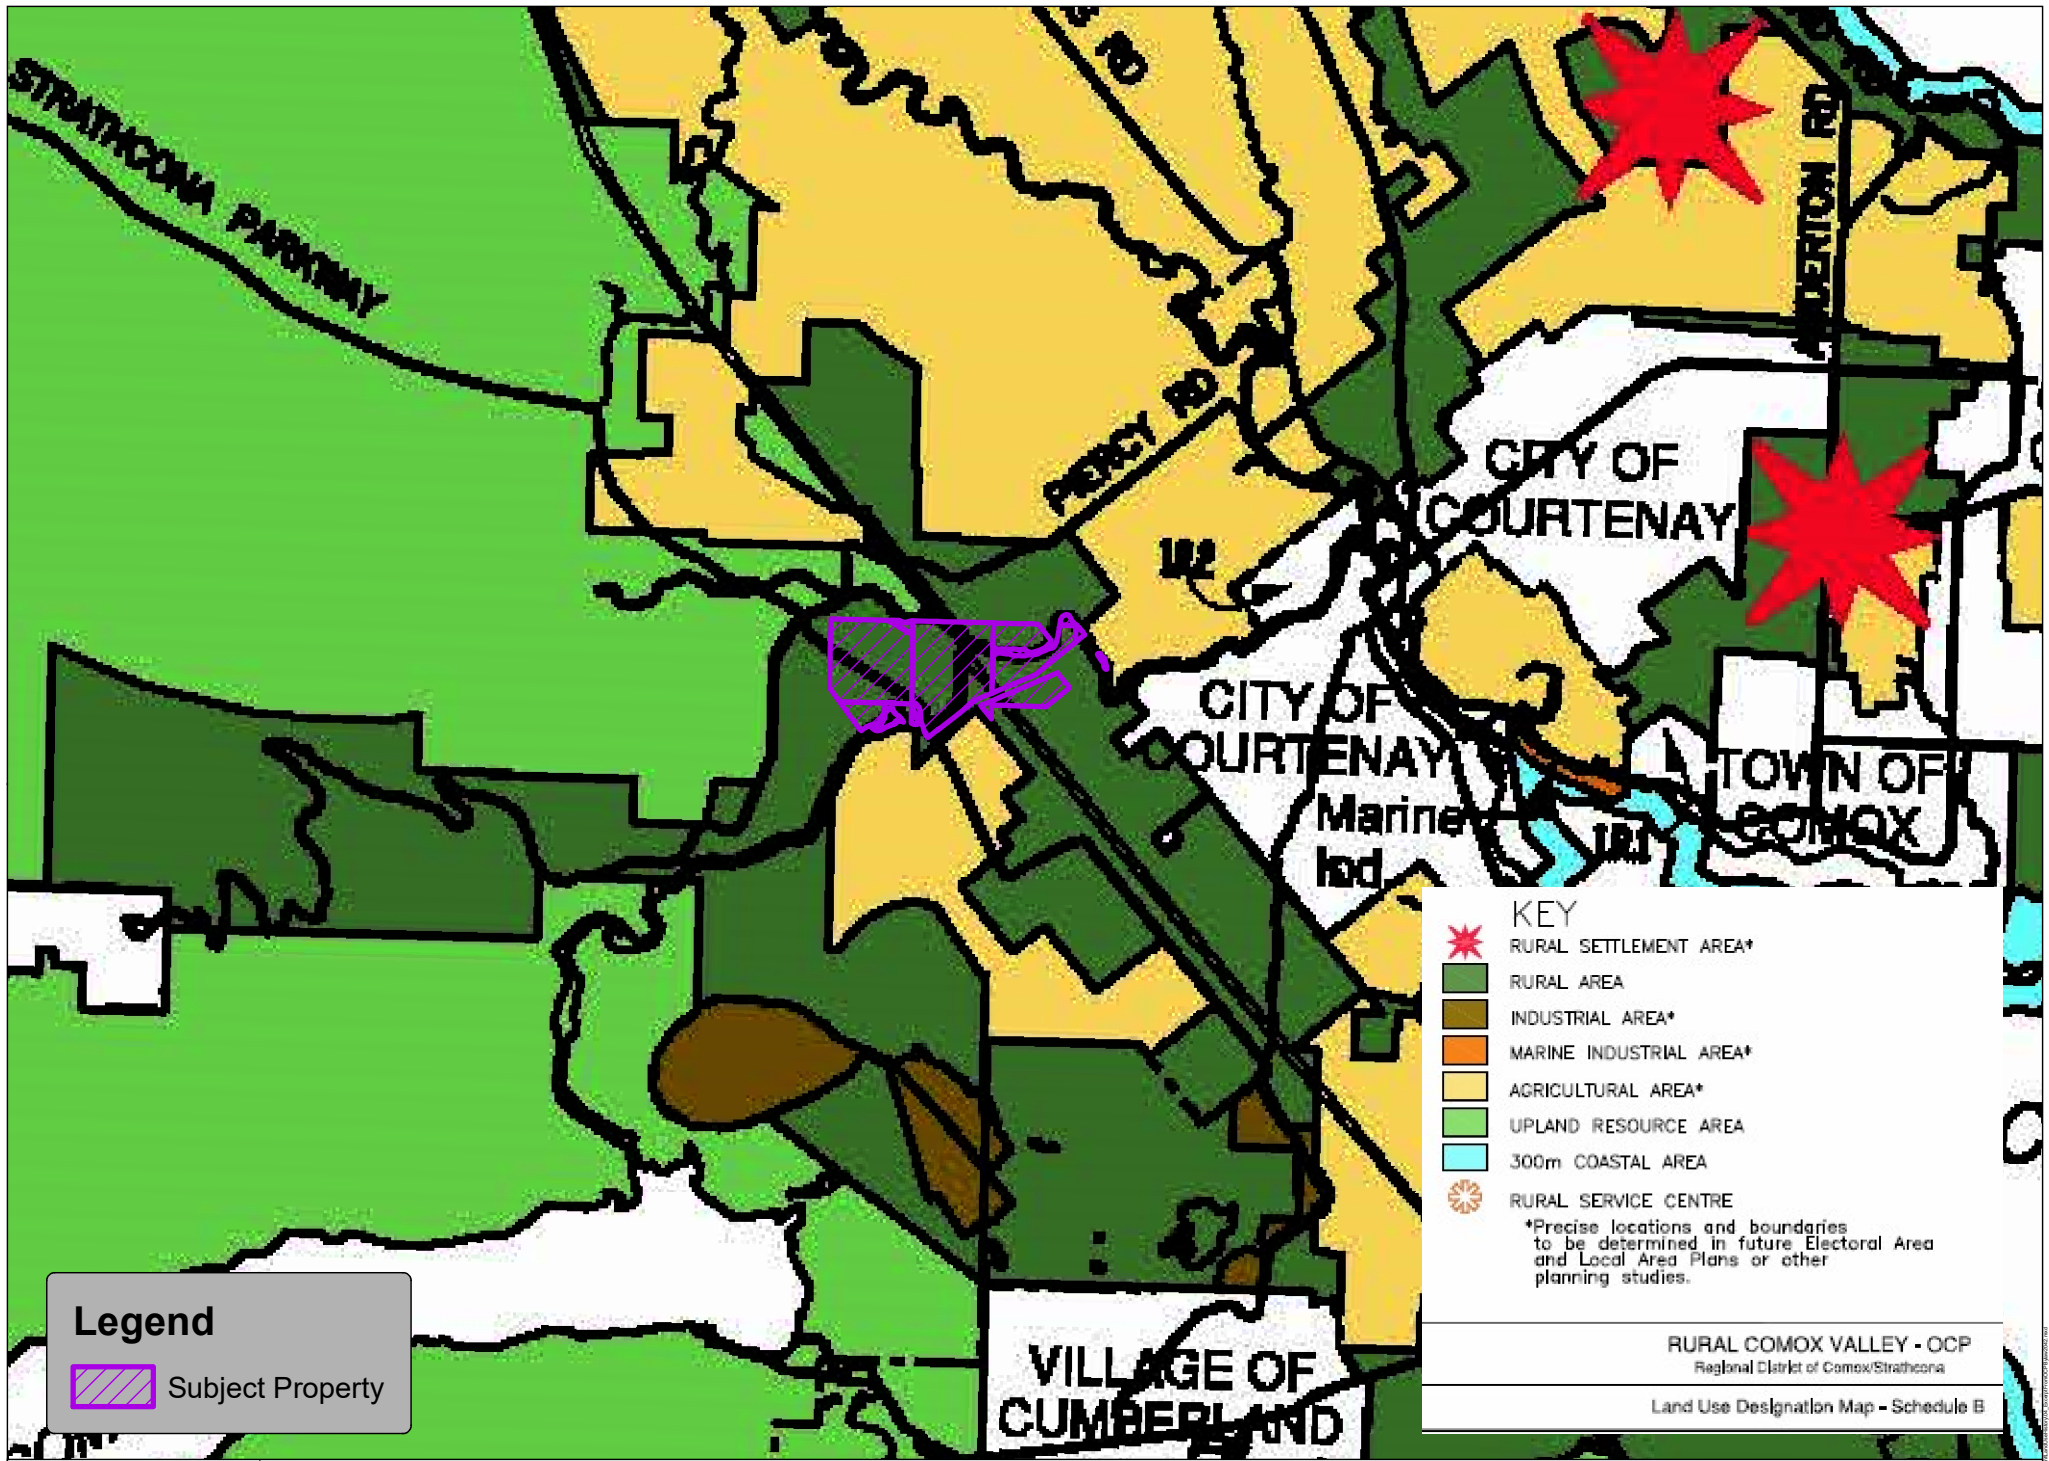 STRATHCONA PARKWAY
RD
PIERCY RD
CITY OF
COURTENAY
CITY OF
COURTENAY
Marine
TOWN OF
COMOX
VILLAGE OF
CUMBERLAND
KEY
RURAL SETTLEMENT AREA*
RURAL AREA
INDUSTRIAL AREA*
MARINE INDUSTRIAL AREA*
AGRICULTURAL AREA*
UPLAND RESOURCE AREA
300m COASTAL AREA
RURAL SERVICE CENTRE
*Precise locations and boundaries
to be determined in future Electoral Area
and Local Area Plans or other
planning studies.
RURAL COMOX VALLEY - OCP
Regional District of Comox/Strathcona
Land Use Designation Map - Schedule B
Legend
Subject Property